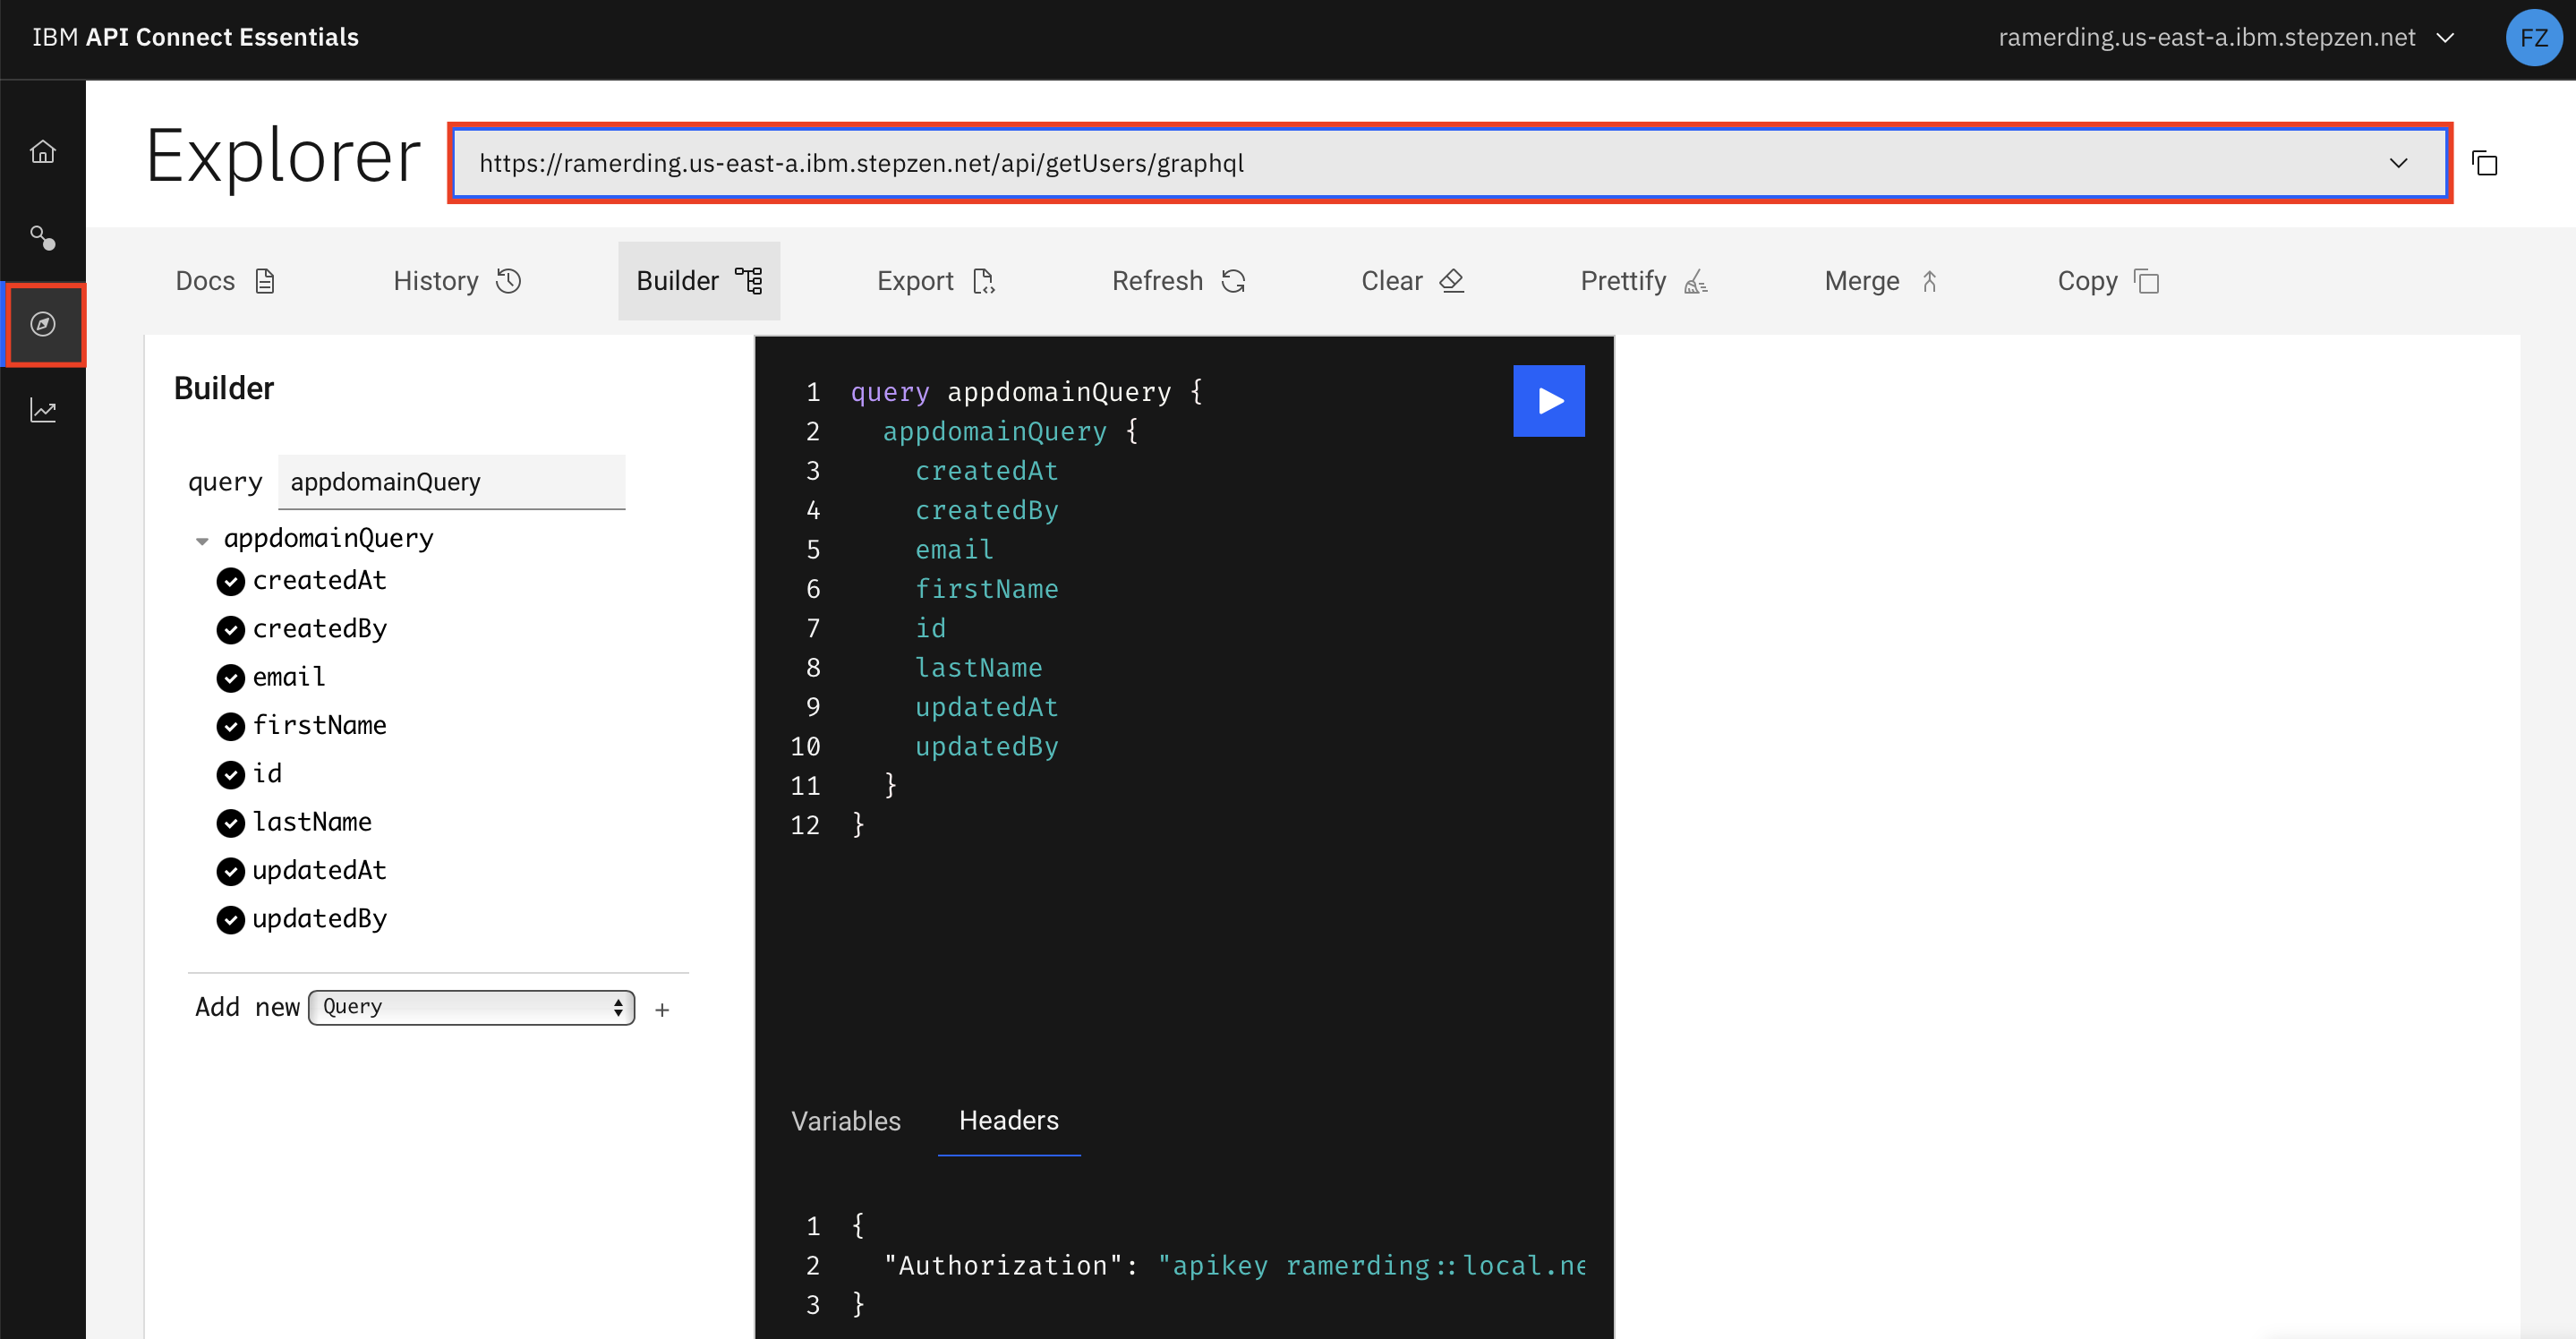 IBM API Connect Essentials
ramerding.us-east-a.ibm.stepzen.net
FZ
Explorer
https://ramerding.us-east-a.ibm.stepzen.net/api/getUsers/graphql
Docs History Builder Export Refresh Clear Prettify Merge Copy
Builder
query appdomainQuery
appdomainQuery
createdAt
createdBy
email
firstName
id
lastName
updatedAt
updatedBy
Add new Query +
1 query appdomainQuery {
2 appdomainQuery {
3 createdAt
4 createdBy
5 email
6 firstName
7 id
8 lastName
9 updatedAt
10 updatedBy
11 }
12 }
Variables Headers
1 {
2 "Authorization": "apikey ramerding::local.ne
3 }